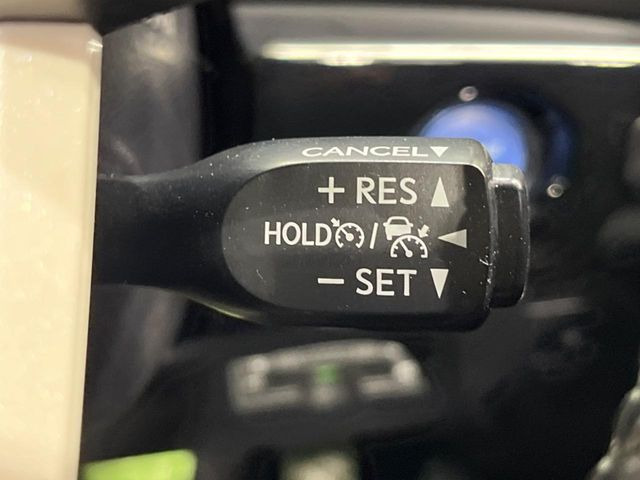 CANCEL▼
+ RES ▲
HOLD / ◀
− SET ▼